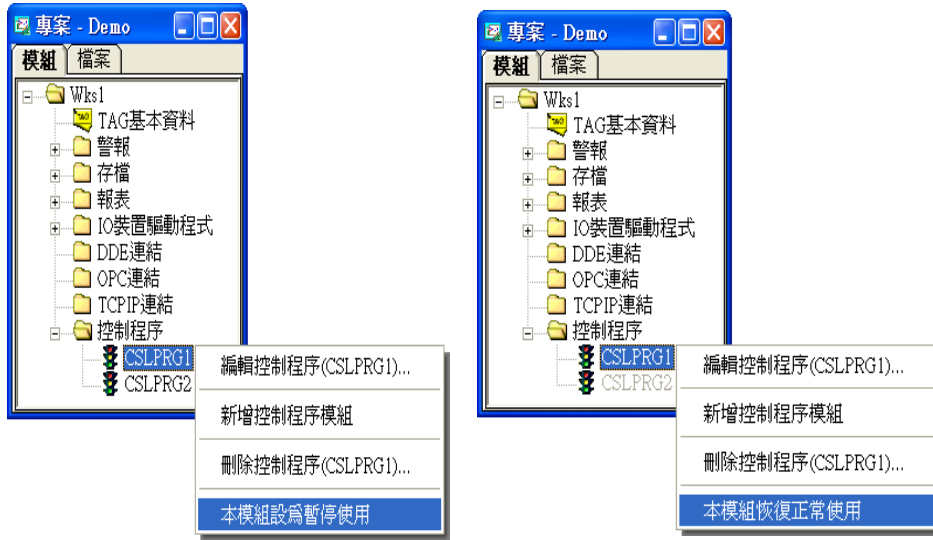 專案 - Demo
模組 檔案
Wks1
TAG基本資料
警報
存檔
報表
IO裝置驅動程式
DDE連結
OPC連結
TCPIP連結
控制程序
CSLPRG1
CSLPRG2
編輯控制程序(CSLPRG1)...
新增控制程序模組
刪除控制程序(CSLPRG1)...
本模組設爲暫停使用
專案 - Demo
模組 檔案
Wks1
TAG基本資料
警報
存檔
報表
IO裝置驅動程式
DDE連結
OPC連結
TCPIP連結
控制程序
CSLPRG1
CSLPRG2
編輯控制程序(CSLPRG1)...
新增控制程序模組
刪除控制程序(CSLPRG1)...
本模組恢復正常使用